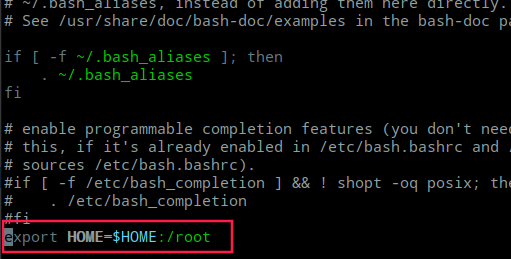 # ~/.bash_aliases, instead of adding them here directly.
# See /usr/share/doc/bash-doc/examples in the bash-doc pa
if [ -f ~/.bash_aliases ]; then
    . ~/.bash_aliases
fi
# enable programmable completion features (you don't need
# this, if it's already enabled in /etc/bash.bashrc and /
# sources /etc/bash.bashrc).
#if [ -f /etc/bash_completion ] && ! shopt -oq posix; the
#    . /etc/bash_completion
#fi
export HOME=$HOME:/root